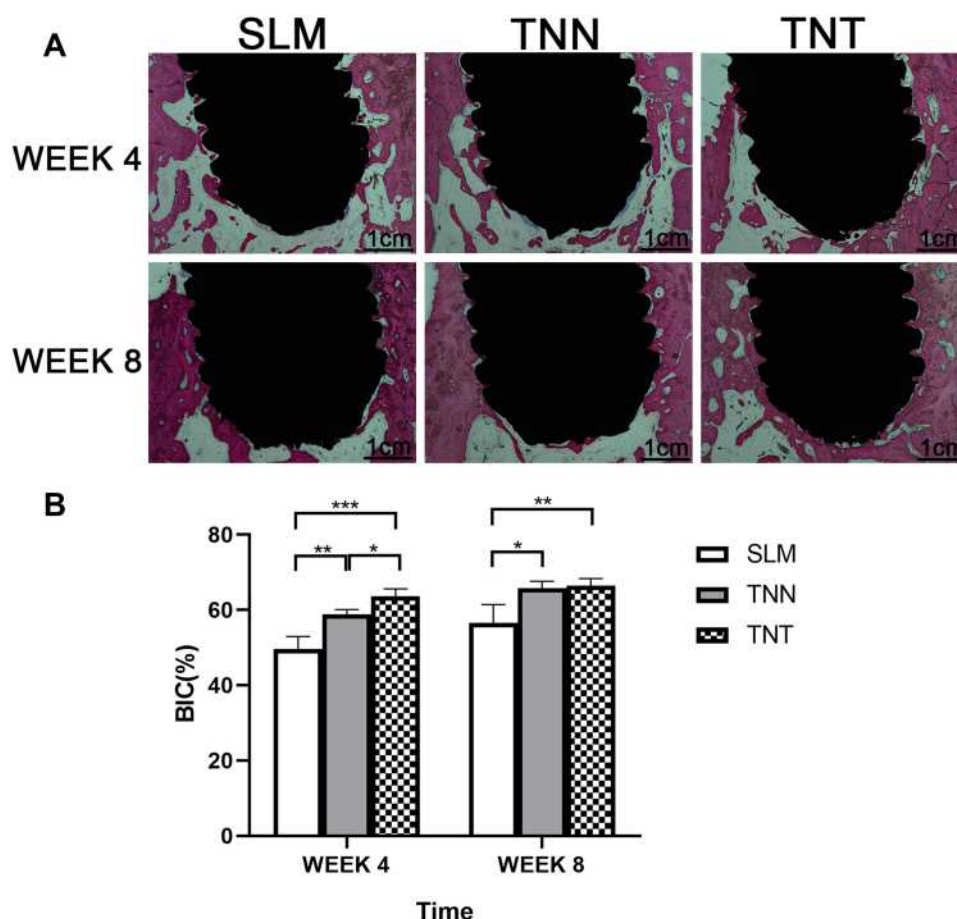 A
SLM TNN TNT
WEEK 4
1cm 1cm 1cm
WEEK 8
1cm 1cm 1cm
B
*** **
** * *
80
60
40
20
0
BIC(%)
WEEK 4 WEEK 8
Time
SLM
TNN
TNT